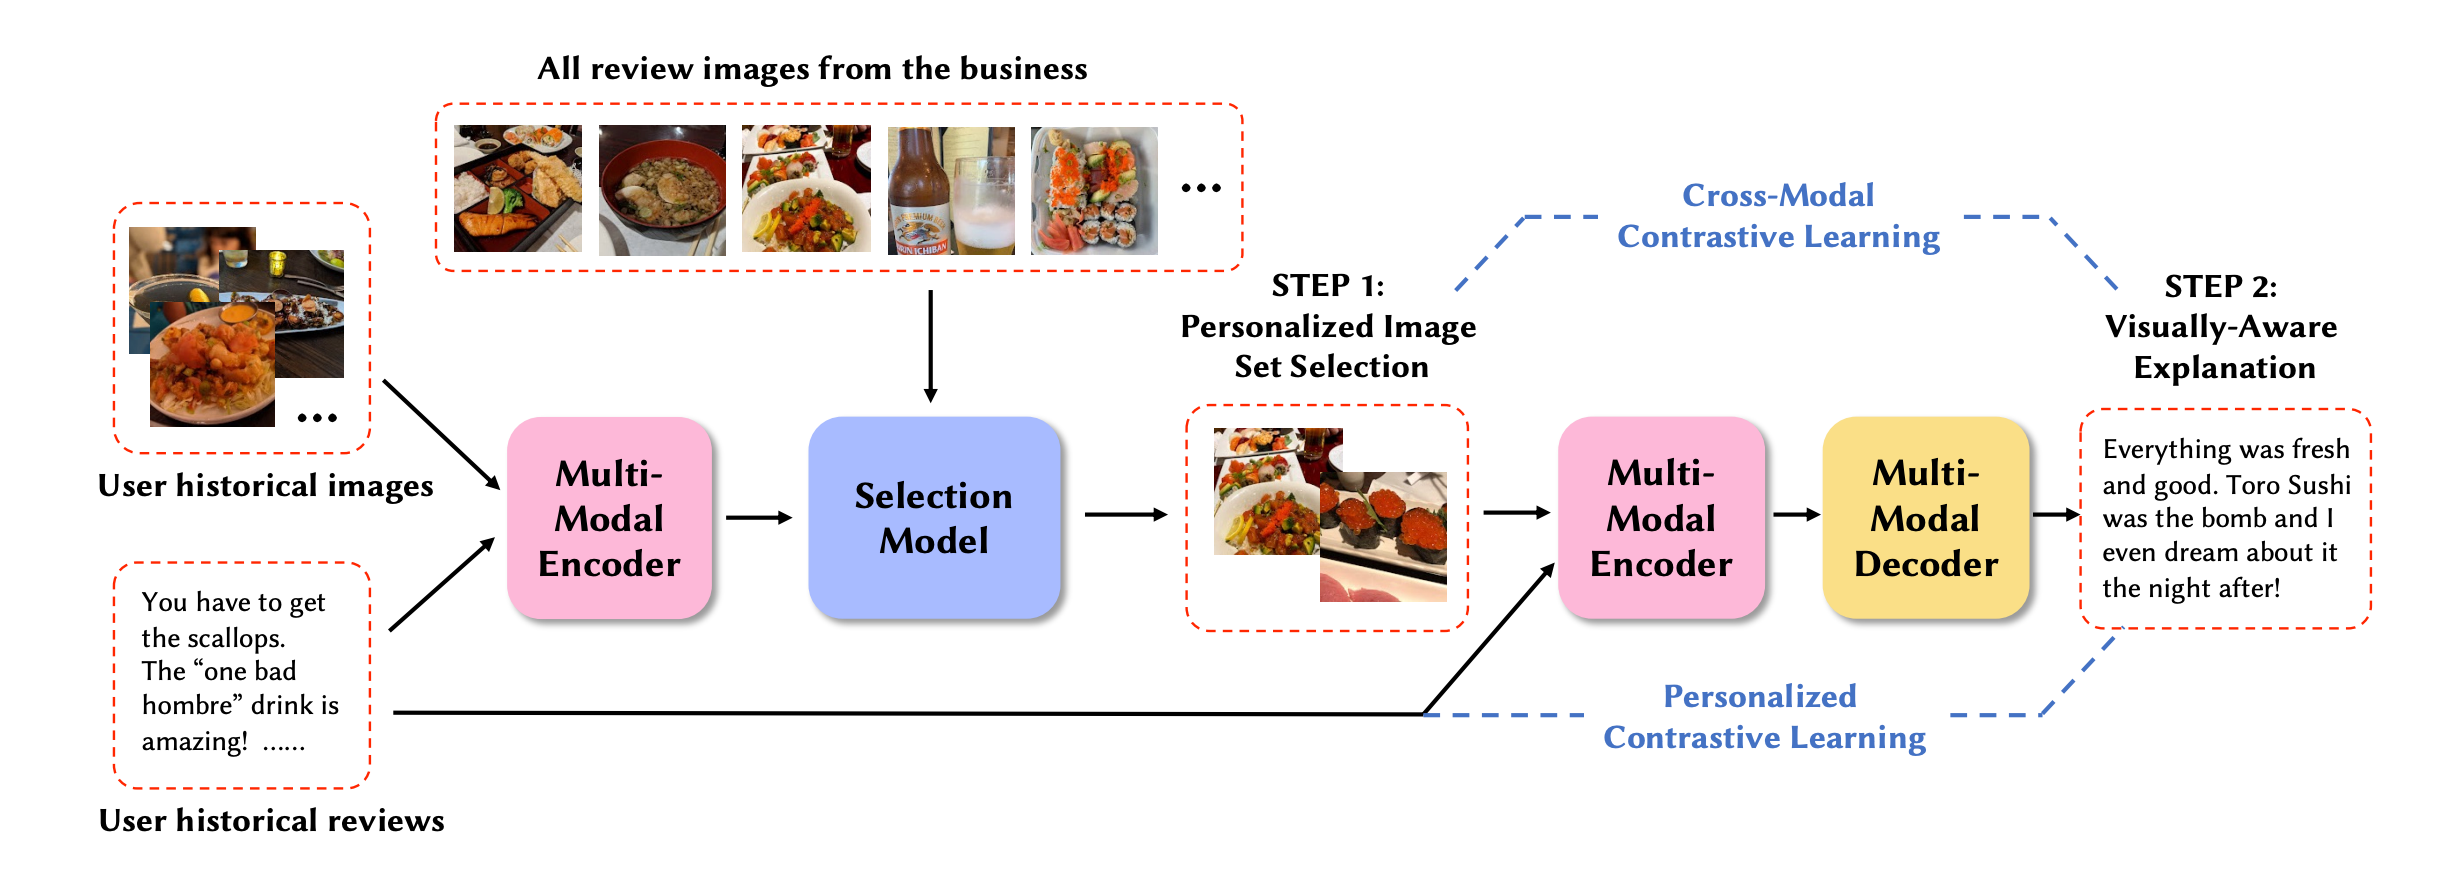 All review images from the business
...
KIRIN ICHIBAN
...
User historical images
You have to get
the scallops.
The “one bad
hombre” drink is
amazing! ......
User historical reviews
Multi-
Modal
Encoder
Selection
Model
STEP 1:
Personalized Image
Set Selection
Cross-Modal
Contrastive Learning
Multi-
Modal
Encoder
Multi-
Modal
Decoder
Personalized
Contrastive Learning
STEP 2:
Visually-Aware
Explanation
Everything was fresh
and good. Toro Sushi
was the bomb and I
even dream about it
the night after!